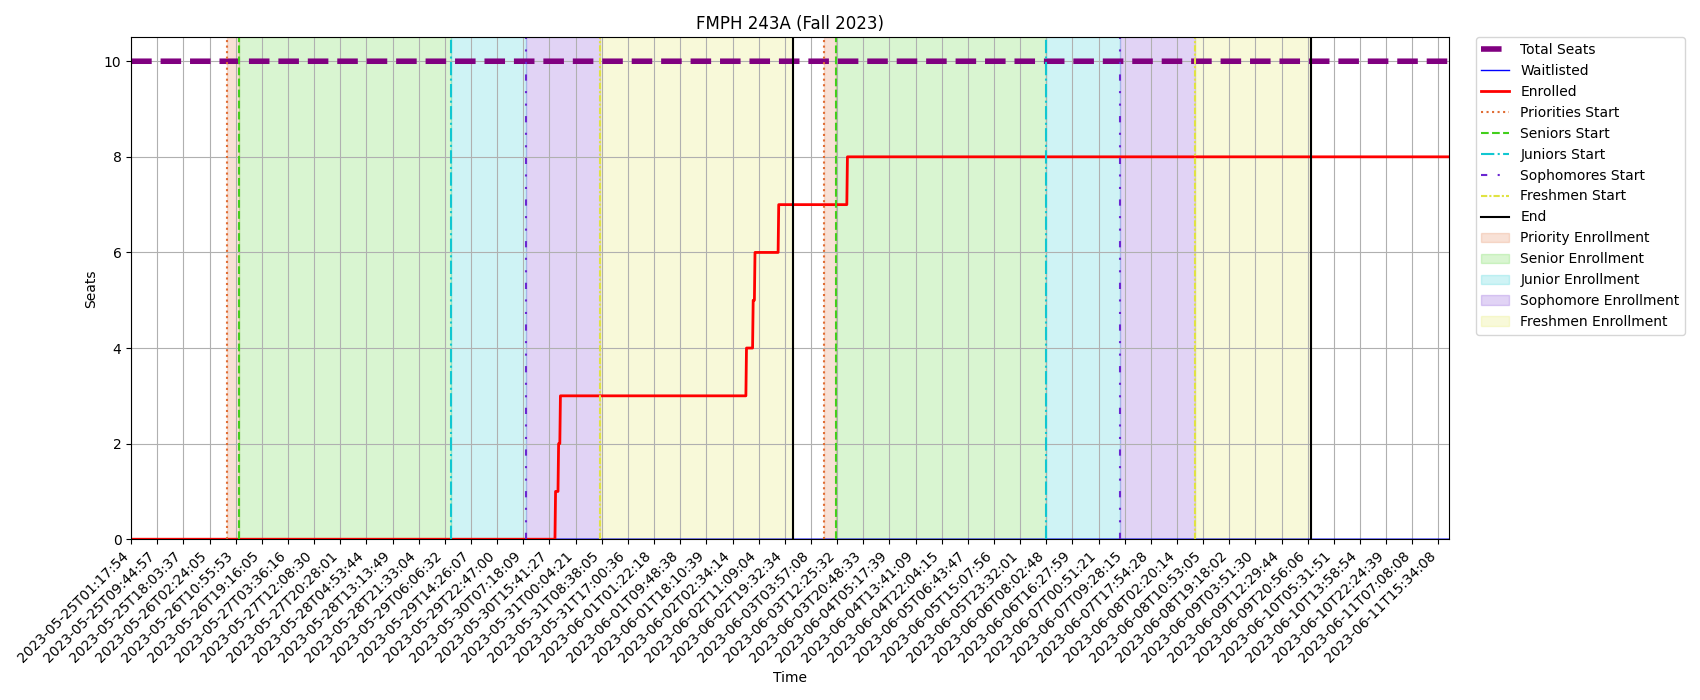 FMPH 243A (Fall 2023)
10
8
6
4
2
0
Seats
2023-05-25T01:17:54
2023-05-25T09:44:57
2023-05-25T18:03:37
2023-05-26T02:24:05
2023-05-26T10:55:53
2023-05-26T19:16:05
2023-05-27T03:36:16
2023-05-27T12:08:30
2023-05-27T20:28:01
2023-05-28T04:53:44
2023-05-28T13:13:49
2023-05-28T21:33:04
2023-05-29T06:06:32
2023-05-29T14:26:07
2023-05-29T22:47:00
2023-05-30T07:18:09
2023-05-30T15:41:27
2023-05-31T00:04:21
2023-05-31T08:38:05
2023-05-31T17:00:36
2023-06-01T01:22:18
2023-06-01T09:48:38
2023-06-01T18:10:39
2023-06-02T02:34:14
2023-06-02T11:09:04
2023-06-02T19:32:34
2023-06-03T03:57:08
2023-06-03T12:25:32
2023-06-03T20:48:33
2023-06-04T05:17:39
2023-06-04T13:41:09
2023-06-04T22:04:15
2023-06-05T06:43:47
2023-06-05T15:07:56
2023-06-05T23:32:01
2023-06-06T08:02:48
2023-06-06T16:27:59
2023-06-07T00:51:21
2023-06-07T09:28:15
2023-06-07T17:54:28
2023-06-08T02:20:14
2023-06-08T10:53:05
2023-06-08T19:18:02
2023-06-09T03:51:30
2023-06-09T12:29:44
2023-06-09T20:56:06
2023-06-10T05:31:51
2023-06-10T13:58:54
2023-06-10T22:24:39
2023-06-11T07:08:08
2023-06-11T15:34:08
Time
Total Seats
Waitlisted
Enrolled
Priorities Start
Seniors Start
Juniors Start
Sophomores Start
Freshmen Start
End
Priority Enrollment
Senior Enrollment
Junior Enrollment
Sophomore Enrollment
Freshmen Enrollment